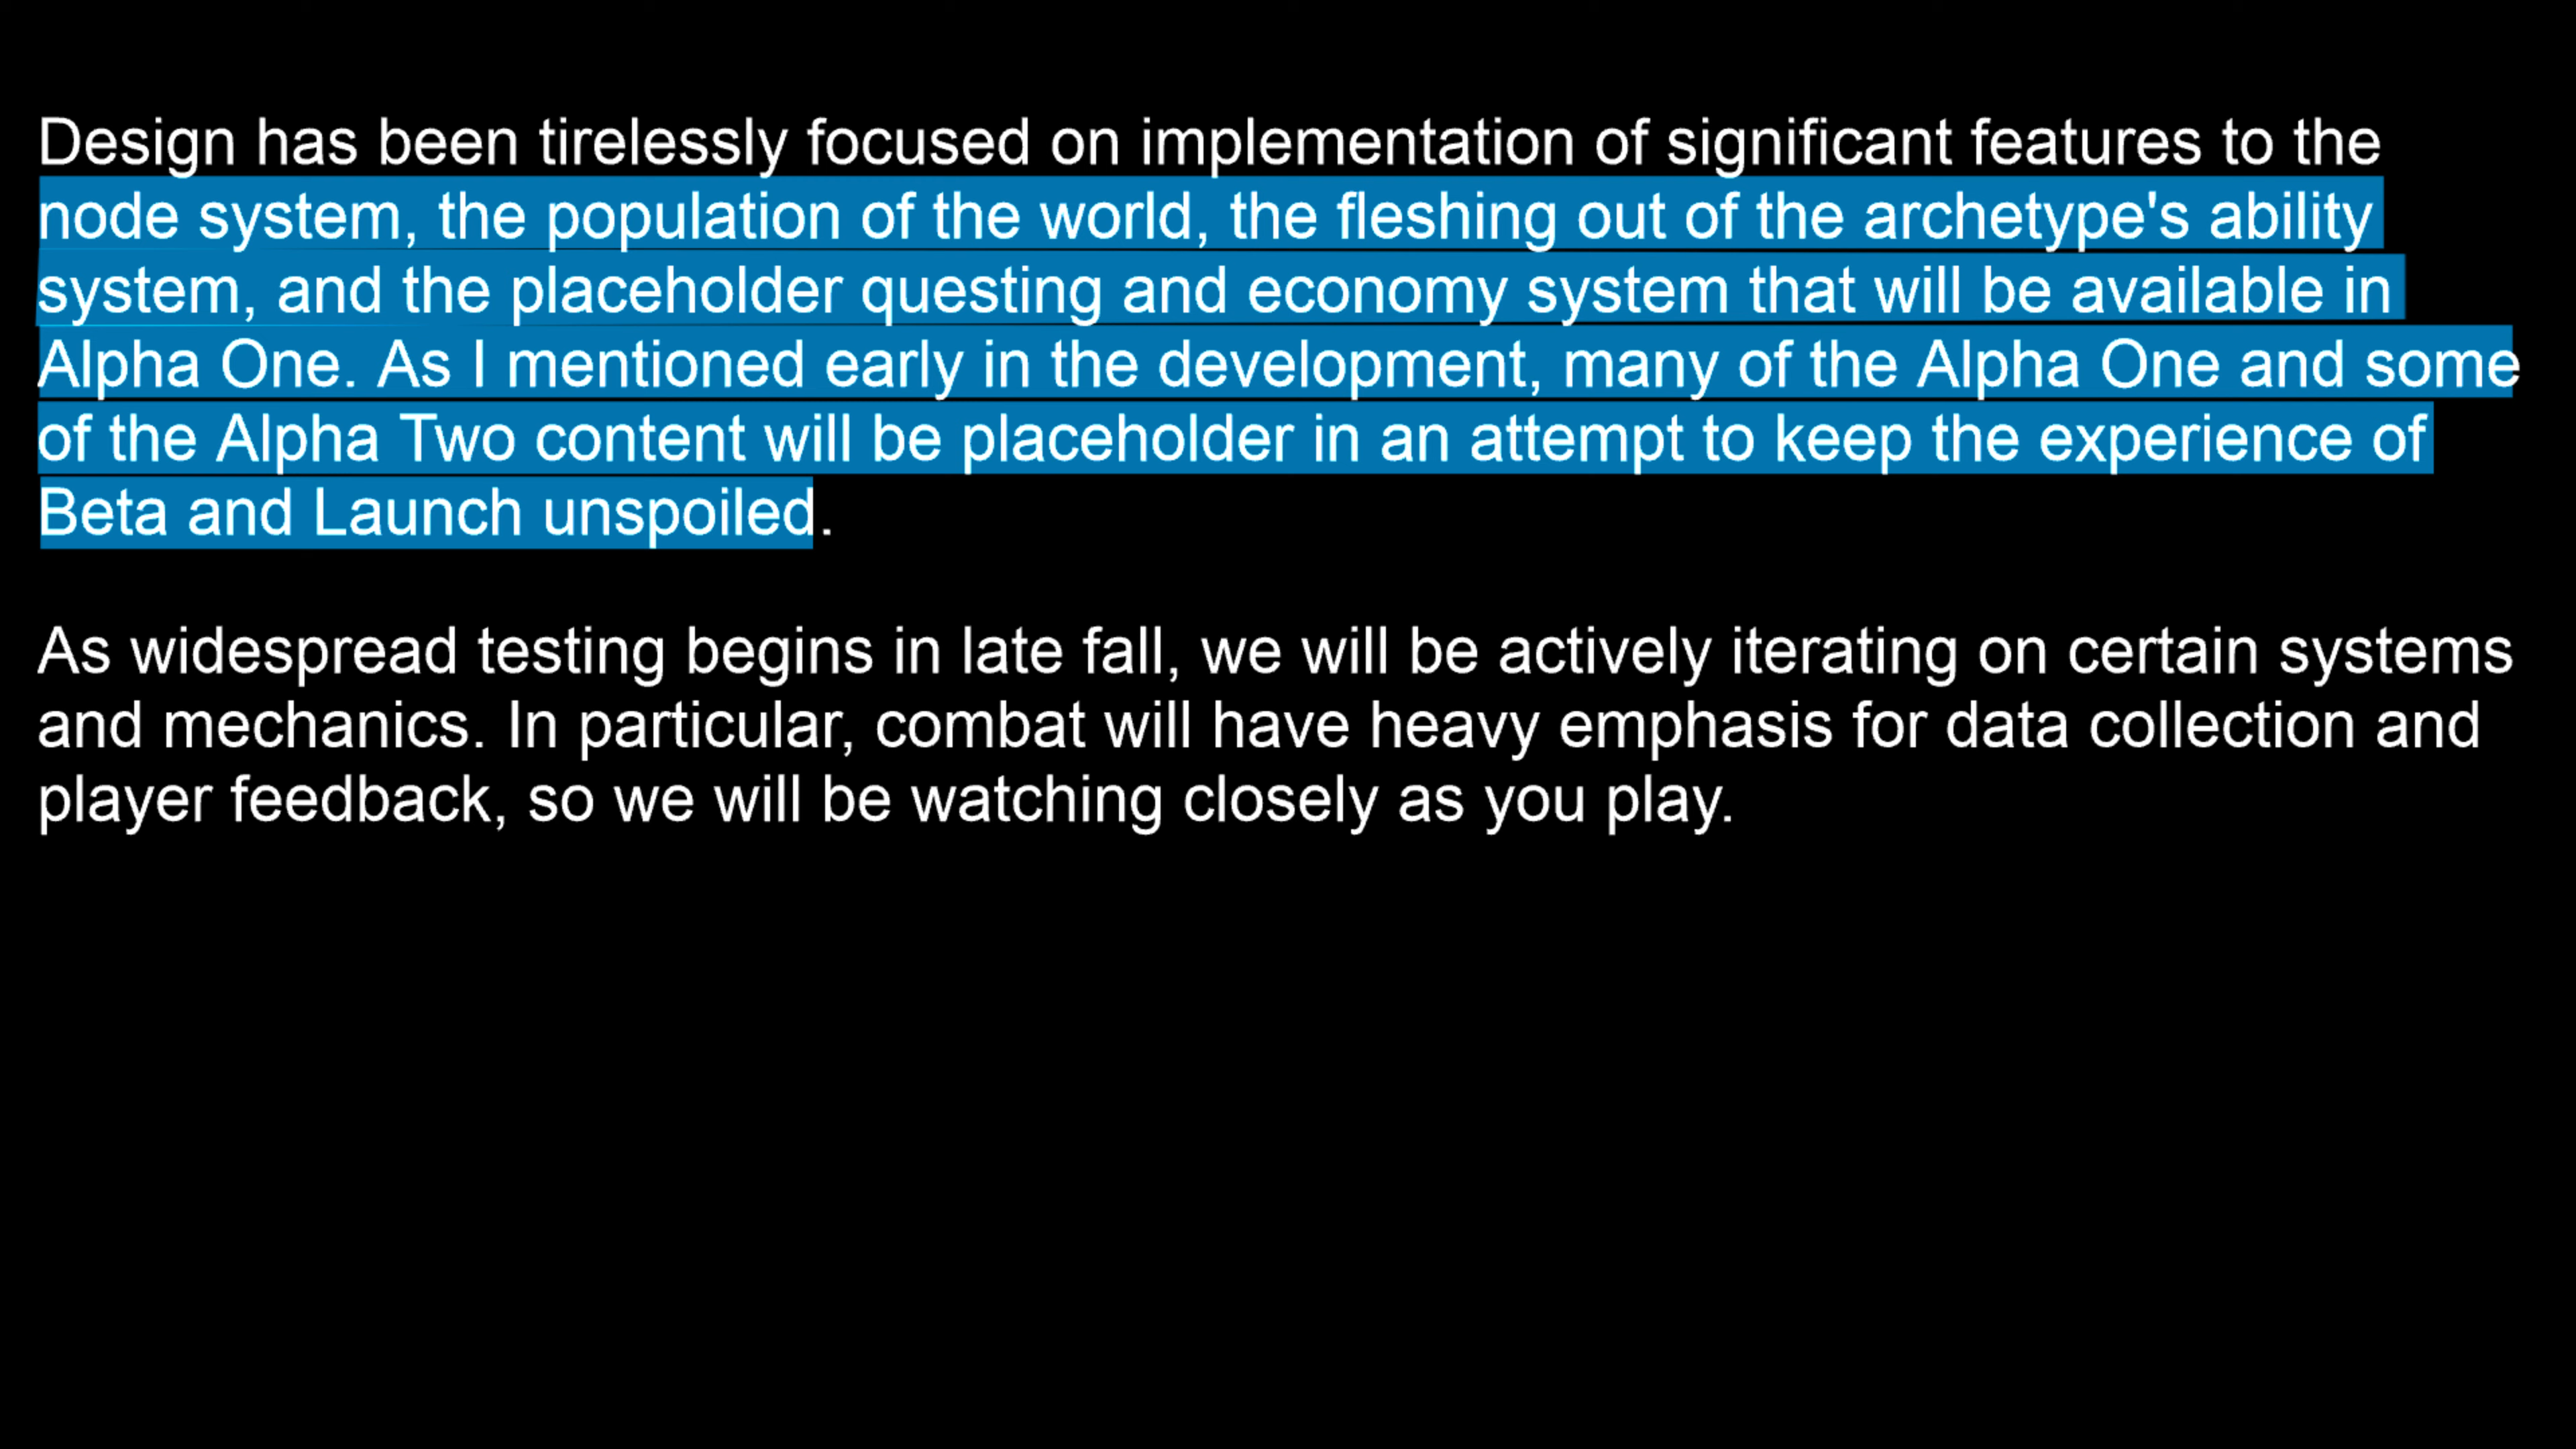 Design has been tirelessly focused on implementation of significant features to the
node system, the population of the world, the fleshing out of the archetype's ability
system, and the placeholder questing and economy system that will be available in
Alpha One. As I mentioned early in the development, many of the Alpha One and some
of the Alpha Two content will be placeholder in an attempt to keep the experience of
Beta and Launch unspoiled.
As widespread testing begins in late fall, we will be actively iterating on certain systems
and mechanics. In particular, combat will have heavy emphasis for data collection and
player feedback, so we will be watching closely as you play.